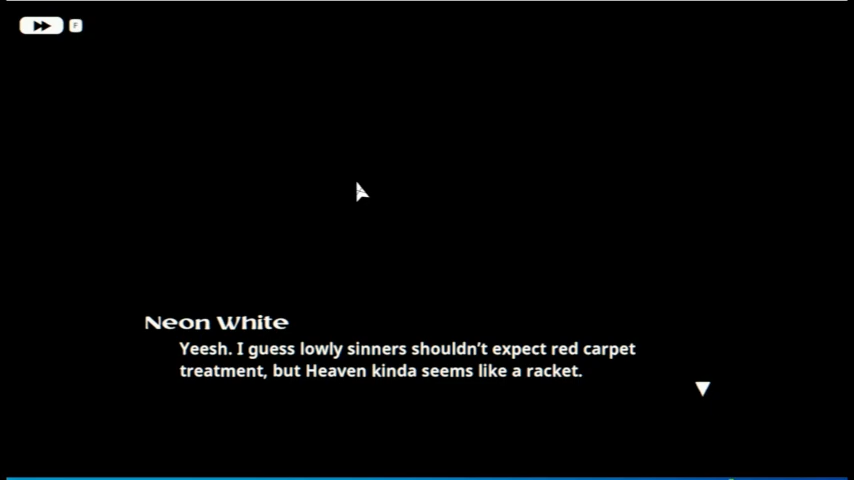 F
Neon White
Yeesh. I guess lowly sinners shouldn't expect red carpet
treatment, but Heaven kinda seems like a racket.